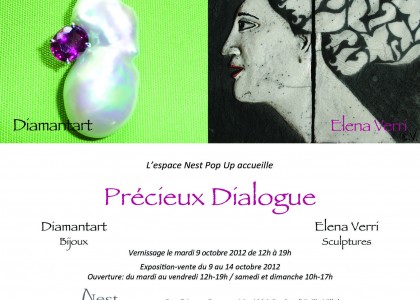 Diamantart
Elena Verri
L'espace Nest Pop Up accueille
Précieux Dialogue
Diamantart
Elena Verri
Bijoux
Sculptures
Vernissage le mardi 9 octobre 2012 de 12h à 19h
Exposition-vente du 9 au 14 octobre 2012
Ouverture: du mardi au vendredi 12h-19h / samedi et dimanche 10h-17h
Nest